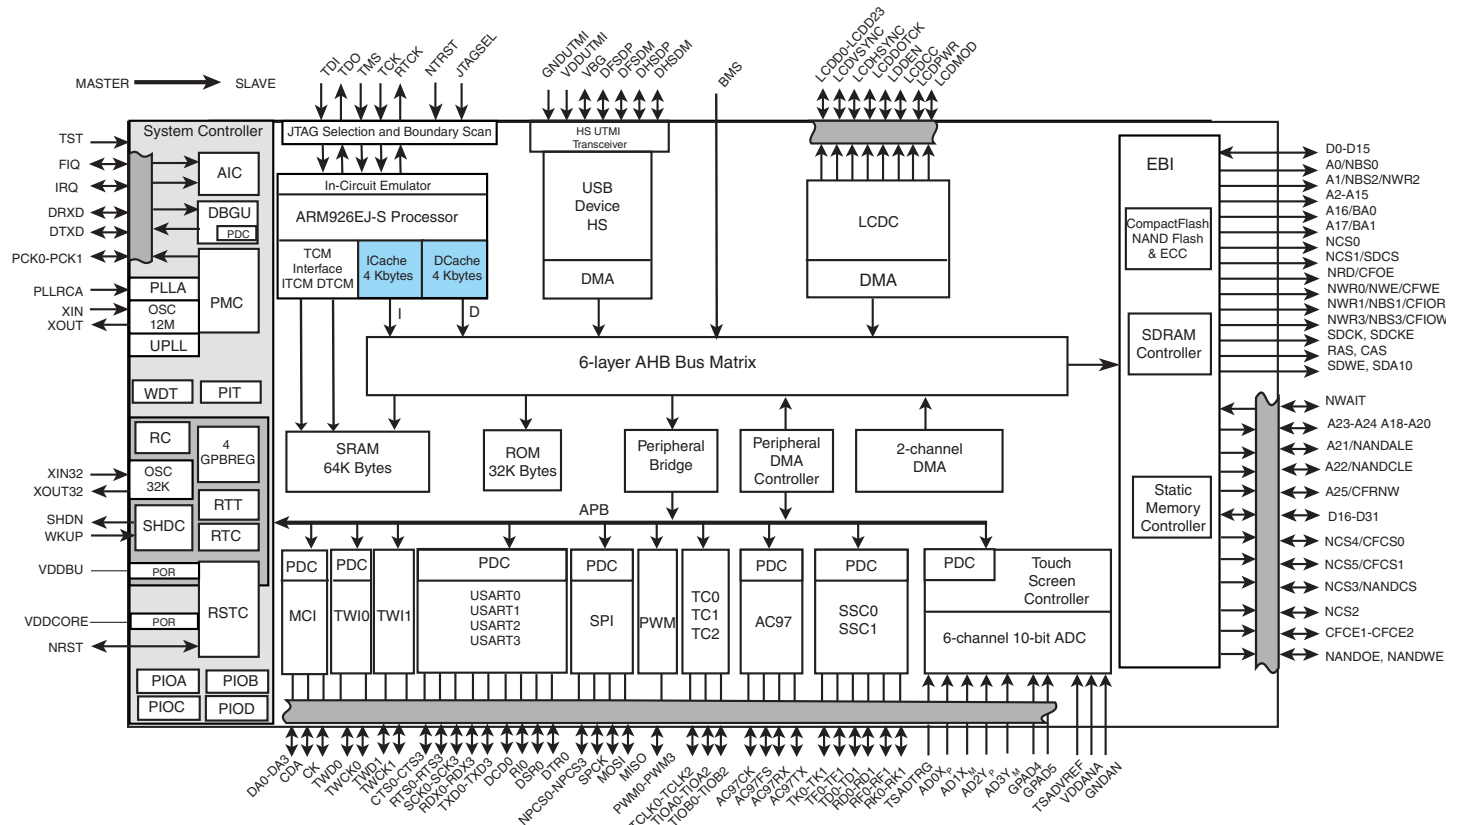 TDI
TDO
TMS
TCK
RTCK
NTRST
JTAGSEL
GNDUTMI
VDDUTMI
VBG
DFSDP
DFSDM
DHSDP
DHSDM
BMS
LCDD0-LCDD23
LCDVSYNC
LCDHSYNC
LCDDOTCK
LDDEN
LCDCC
LCDPWR
LCDMOD
MASTER
SLAVE
TST
FIQ
IRQ
DRXD
DTXD
PCK0-PCK1
PLLRCA
XIN
XOUT
XIN32
XOUT32
SHDN
WKUP
VDDBU
VDDCORE
NRST
System Controller
AIC
DBGU
PDC
PMC
PLLA
OSC
12M
UPLL
WDT
PIT
RC
4
GPBREG
OSC
32K
RTT
SHDC
RTC
POR
RSTC
POR
PIOA
PIOB
PIOC
PIOD
JTAG Selection and Boundary Scan
In-Circuit Emulator
ARM926EJ-S Processor
TCM
Interface
ITCM DTCM
ICache
4 Kbytes
DCache
4 Kbytes
I
D
HS UTMI
Transceiver
USB
Device
HS
DMA
LCDC
DMA
6-layer AHB Bus Matrix
SRAM
64K Bytes
ROM
32K Bytes
Peripheral
Bridge
Peripheral
DMA
Controller
2-channel
DMA
APB
PDC
MCI
PDC
TWI0
TWI1
PDC
USART0
USART1
USART2
USART3
PDC
SPI
PWM
TC0
TC1
TC2
PDC
AC97
PDC
SSC0
SSC1
PDC
Touch
Screen
Controller
6-channel 10-bit ADC
EBI
CompactFlash
NAND Flash
& ECC
SDRAM
Controller
Static
Memory
Controller
D0-D15
A0/NBS0
A1/NBS2/NWR2
A2-A15
A16/BA0
A17/BA1
NCS0
NCS1/SDCS
NRD/CFOE
NWR0/NWE/CFWE
NWR1/NBS1/CFIOR
NWR3/NBS3/CFIOW
SDCK, SDCKE
RAS, CAS
SDWE, SDA10
NWAIT
A23-A24 A18-A20
A21/NANDALE
A22/NANDCLE
A25/CFRNW
D16-D31
NCS4/CFCS0
NCS5/CFCS1
NCS3/NANDCS
NCS2
CFCE1-CFCE2
NANDOE, NANDWE
DA0-DA3
CDA
CK
TWD0
TWCK0
TWD1
TWCK1
CTS0-CTS3
RTS0-RTS3
SCK0-SCK3
RDX0-RDX3
TXD0-TXD3
DCD0
RI0
DSR0
DTR0
NPCS0-NPCS3
SPCK
MOSI
MISO
PWM0-PWM3
TCLK0-TCLK2
TIOA0-TIOA2
TIOB0-TIOB2
AC97CK
AC97FS
AC97RX
AC97TX
TK0-TK1
TF0-TF1
TD0-TD1
RD0-RD1
RF0-RF1
RK0-RK1
TSADTRG
AD0XP
AD1XM
AD2YP
AD3YM
GPAD4
GPAD5
TSADVREF
VDDANA
GNDAN